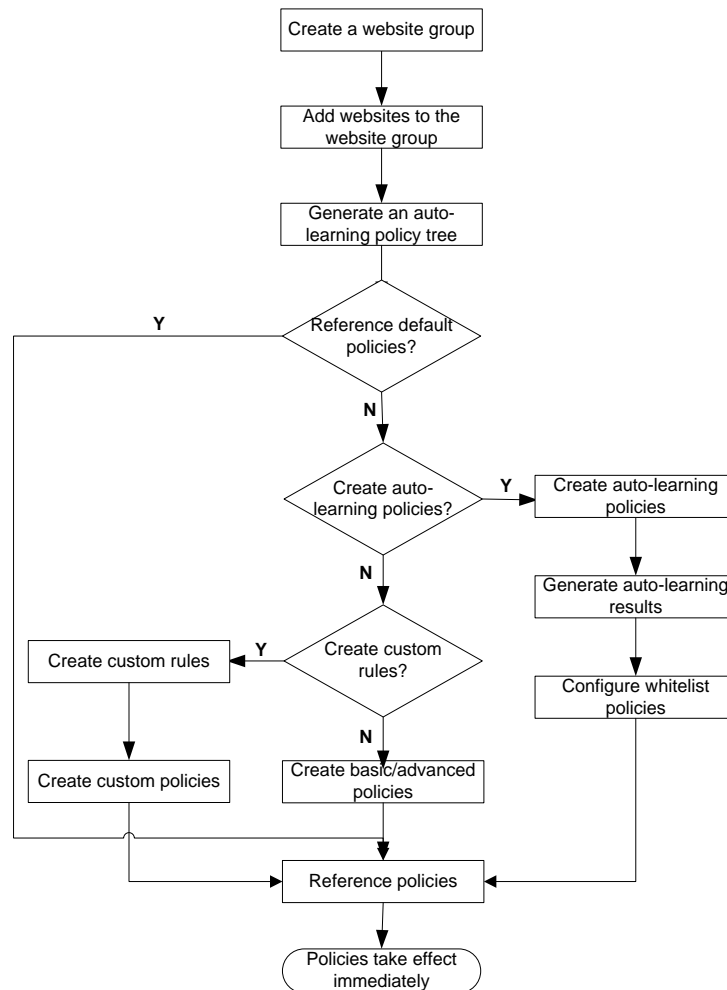 Create a website group
Add websites to the
website group
Generate an auto-
learning policy tree
Y
Reference default
policies?
N
Create auto-
learning policies?
Y
Create auto-learning
policies
N
Generate auto-learning
results
Create custom rules
Y
Create custom
rules?
Configure whitelist
policies
N
Create custom policies
Create basic/advanced
policies
Reference policies
Policies take effect
immediately